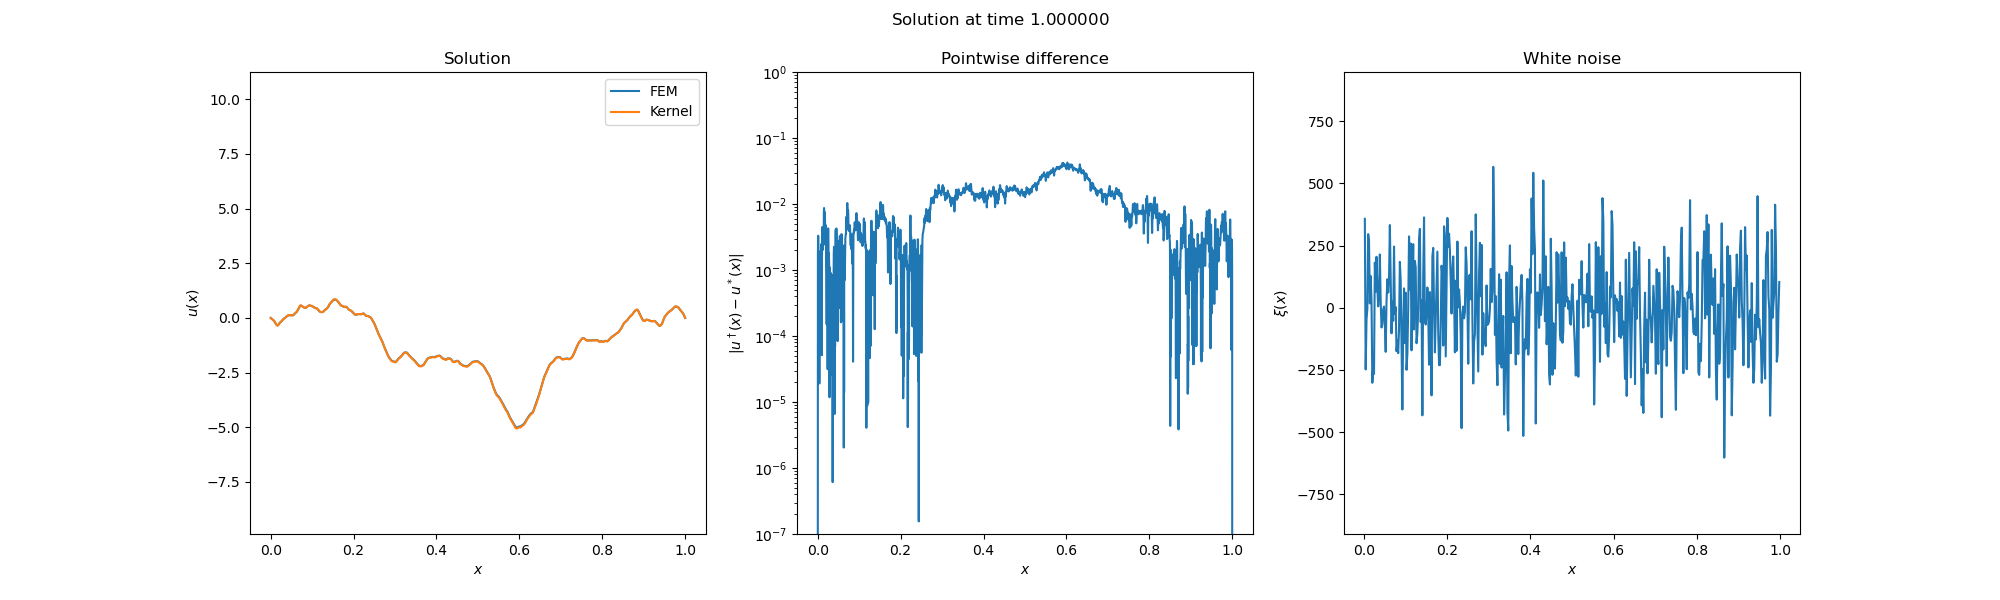 Solution at time 1.000000
Solution
FEM
Kernel
10.0
7.5
5.0
2.5
0.0
−2.5
−5.0
−7.5
u(x)
0.0 0.2 0.4 0.6 0.8 1.0
x
Pointwise difference
10⁰
10⁻¹
10⁻²
10⁻³
10⁻⁴
10⁻⁵
10⁻⁶
10⁻⁷
|u†(x) − u*(x)|
0.0 0.2 0.4 0.6 0.8 1.0
x
White noise
750
500
250
0
−250
−500
−750
ξ(x)
0.0 0.2 0.4 0.6 0.8 1.0
x